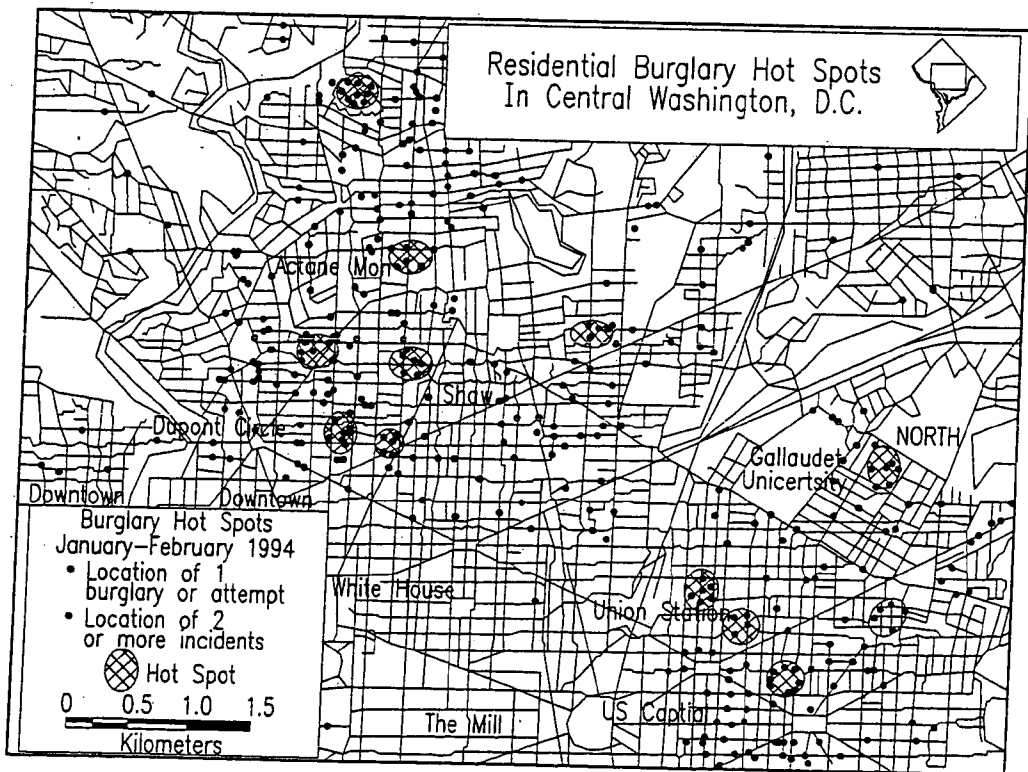 Residential Burglary Hot Spots
In Central Washington, D.C.
Actane Mon
Shaw
Dupont Circle
NORTH
Gallaudet
Unicertsity
Downtown
Downtown
Burglary Hot Spots
January-February 1994
• Location of 1
burglary or attempt
• Location of 2
or more incidents
Hot Spot
0 0.5 1.0 1.5
Kilometers
White House
Union Station
The Mill
US Captial